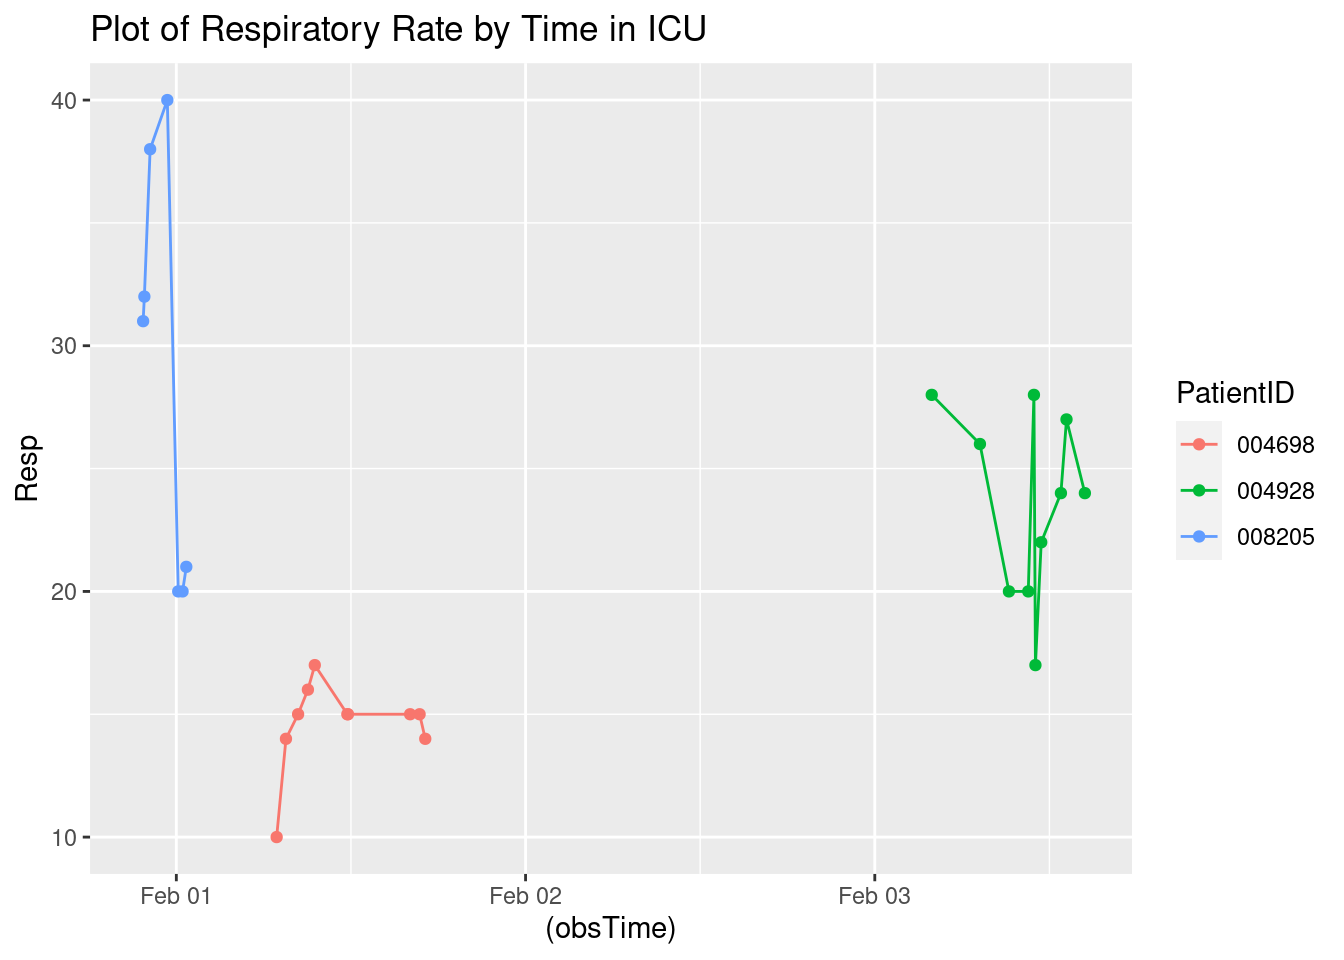 Plot of Respiratory Rate by Time in ICU
40
30
20
10
Resp
Feb 01
Feb 02
Feb 03
(obsTime)
PatientID
004698
004928
008205